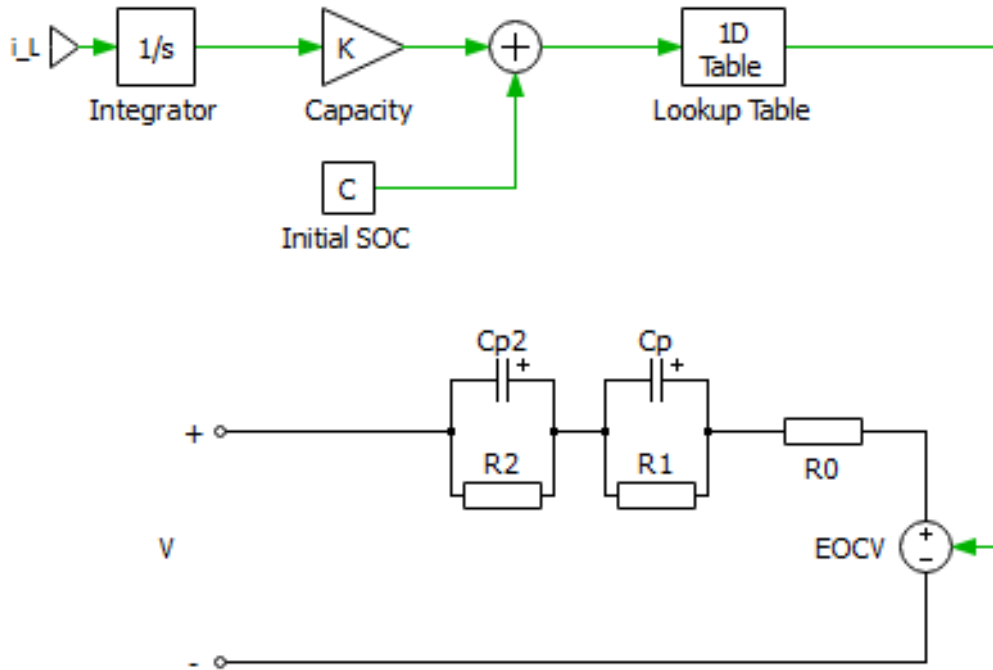 i_L
1/s
Integrator
K
Capacity
+
C
Initial SOC
1D
Table
Lookup Table
Cp2
+
Cp
+
+
R2
R1
R0
V
EOCV
+
-
-